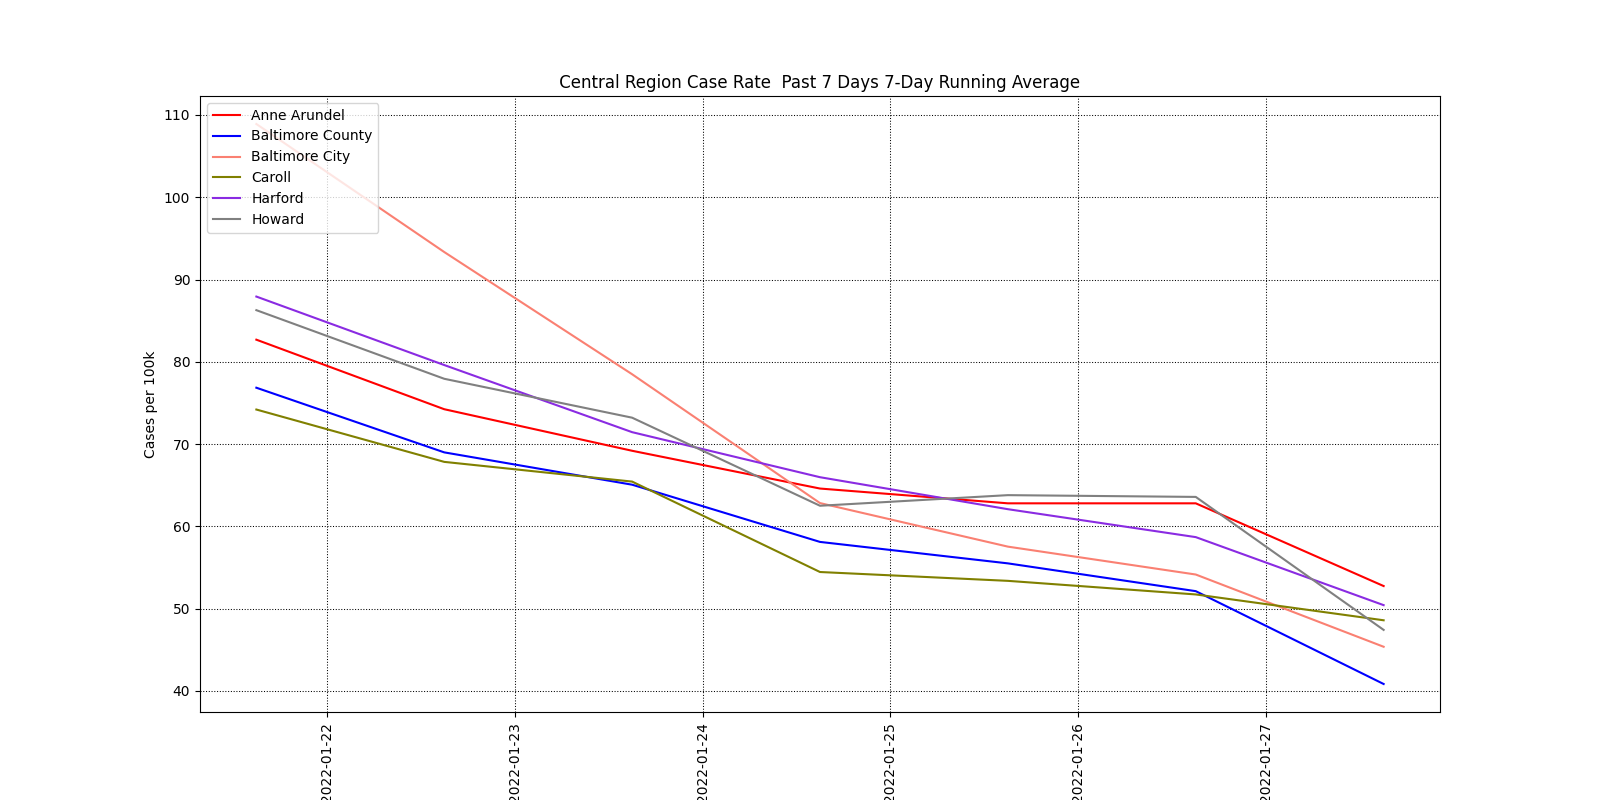 Central Region Case Rate  Past 7 Days 7-Day Running Average
110
100
90
80
70
60
50
40
Cases per 100k
Anne Arundel
Baltimore County
Baltimore City
Caroll
Harford
Howard
2022-01-22
2022-01-23
2022-01-24
2022-01-25
2022-01-26
2022-01-27